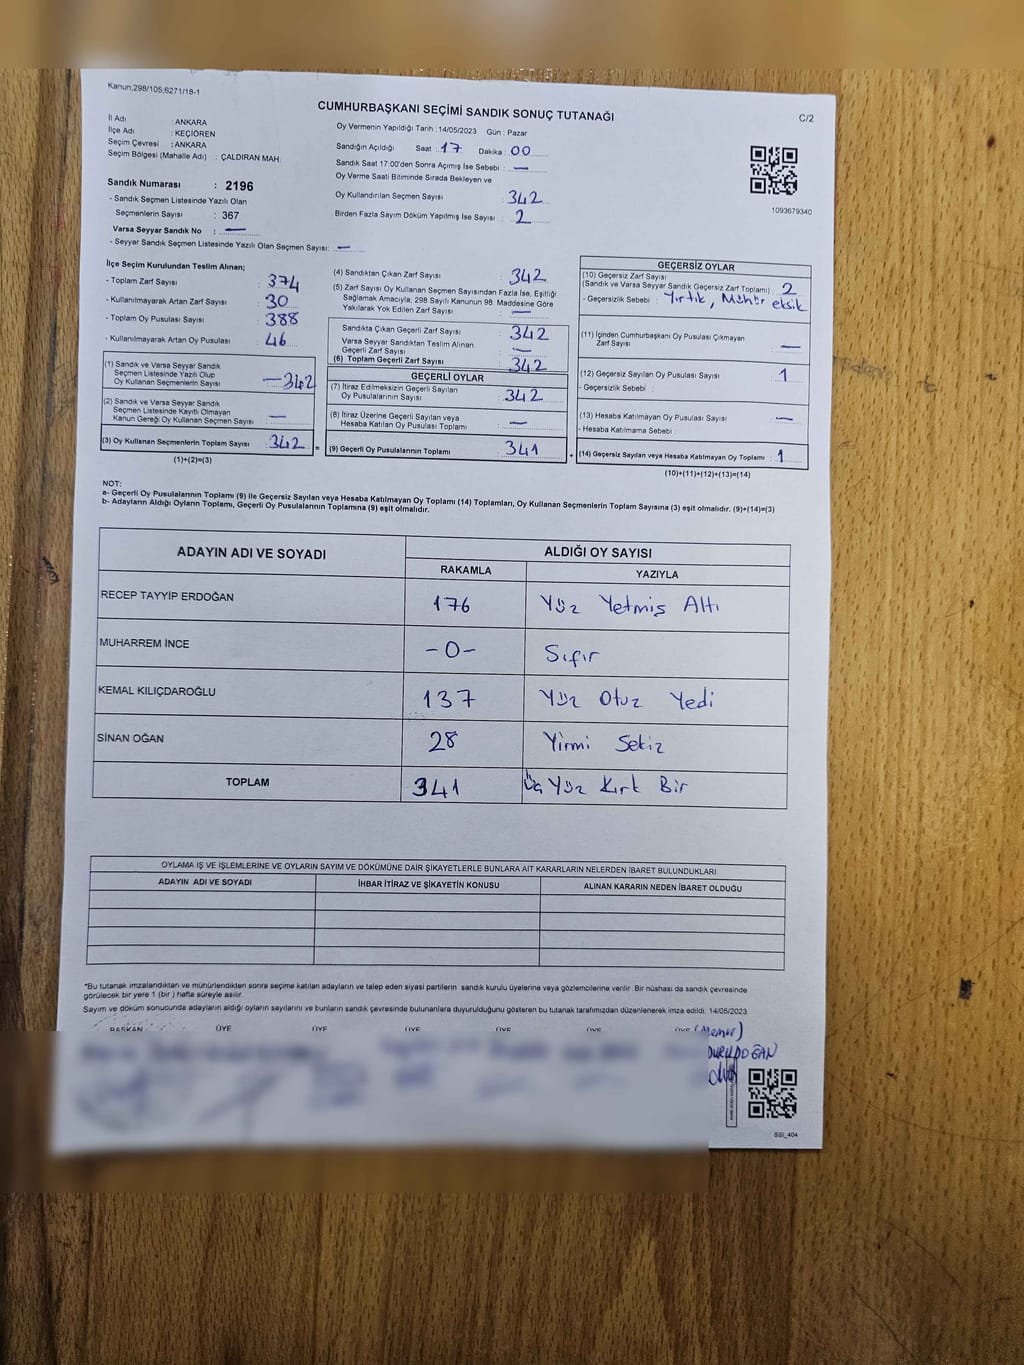 Kanun,298/105,6271/18-1
CUMHURBAŞKANI SEÇİMİ SANDIK SONUÇ TUTANAĞI
C/2
İl Adı : ANKARA
İlçe Adı : KEÇİÖREN
Seçim Çevresi : ANKARA
Seçim Bölgesi (Mahalle Adı) : ÇALDIRAN MAH.
Sandık Numarası : 2196
- Sandık Seçmen Listesinde Yazılı Olan
Seçmenlerin Sayısı : 367
Varsa Seyyar Sandık No : —
- Seyyar Sandık Seçmen Listesinde Yazılı Olan Seçmen Sayısı: —
Oy Vermenin Yapıldığı Tarih : 14/05/2023 Gün : Pazar
Sandığın Açıldığı Saat : 17 Dakika : 00
Sandık Saat 17:00'den Sonra Açımış İse Sebebi : —
Oy Verme Saati Bitiminde Sırada Bekleyen ve
Oy Kullandırılan Seçmen Sayısı : 342
Birden Fazla Sayım Döküm Yapılmış İse Sayısı : 2
1093679340
İlçe Seçim Kurulundan Teslim Alınan;
- Toplam Zarf Sayısı : 374
- Kullanılmayarak Artan Zarf Sayısı : 30
- Toplam Oy Pusulası Sayısı : 388
- Kullanılmayarak Artan Oy Pusulası : 46
(1) Sandık ve Varsa Seyyar Sandık
Seçmen Listesinde Yazılı Olup
Oy Kullanan Seçmenlerin Sayısı : —342
(2) Sandık ve Varsa Seyyar Sandık
Seçmen Listesinde Kayıtlı Olmayan
Kanun Gereği Oy Kullanan Seçmen Sayısı : —
(3) Oy Kullanan Seçmenlerin Toplam Sayısı : 342 =
(1)+(2)=(3)
(4) Sandıktan Çıkan Zarf Sayısı : 342
(5) Zarf Sayısı Oy Kullanan Seçmen Sayısından Fazla İse, Eşitliği
Sağlamak Amacıyla; 298 Sayılı Kanunun 98. Maddesine Göre
Yakılarak Yok Edilen Zarf Sayısı : —
Sandıkta Çıkan Geçerli Zarf Sayısı : 342
Varsa Seyyar Sandıktan Teslim Alınan
Geçerli Zarf Sayısı : —
(6) Toplam Geçerli Zarf Sayısı : 342
GEÇERLİ OYLAR
(7) İtiraz Edilmeksizin Geçerli Sayılan
Oy Pusulalarının Sayısı : 342
(8) İtiraz Üzerine Geçerli Sayılan veya
Hesaba Katılan Oy Pusulası Toplamı : —
(9) Geçerli Oy Pusulalarının Toplamı : 341 +
GEÇERSİZ OYLAR
(10) Geçersiz Zarf Sayısı
(Sandık ve Varsa Seyyar Sandık Geçersiz Zarf Toplamı) : 2
- Geçersizlik Sebebi : Yırtık, Mühür eksik
(11) İçinden Cumhurbaşkanı Oy Pusulası Çıkmayan
Zarf Sayısı : —
(12) Geçersiz Sayılan Oy Pusulası Sayısı : 1
- Geçersizlik Sebebi :
(13) Hesaba Katılmayan Oy Pusulası Sayısı : —
- Hesaba Katılmama Sebebi :
(14) Geçersiz Sayılan veya Hesaba Katılmayan Oy Toplamı : 1
(10)+(11)+(12)+(13)=(14)
NOT:
a- Geçerli Oy Pusulalarının Toplamı (9) ile Geçersiz Sayılan veya Hesaba Katılmayan Oy Toplamı (14) Toplamları, Oy Kullanan Seçmenlerin Toplam Sayısına (3) eşit olmalıdır. (9)+(14)=(3)
b- Adayların Aldığı Oyların Toplamı, Geçerli Oy Pusulalarının Toplamına (9) eşit olmalıdır.
ADAYIN ADI VE SOYADI ALDIĞI OY SAYISI
RAKAMLA YAZIYLA
RECEP TAYYİP ERDOĞAN 176 Yüz Yetmiş Altı
MUHARREM İNCE -0- Sıfır
KEMAL KILIÇDAROĞLU 137 Yüz Otuz Yedi
SİNAN OĞAN 28 Yirmi Sekiz
TOPLAM 341 Üç Yüz Kırk Bir
OYLAMA İŞ VE İŞLEMLERİNE VE OYLARIN SAYIM VE DÖKÜMÜNE DAİR ŞİKAYETLERLE BUNLARA AİT KARARLARIN NELERDEN İBARET BULUNDUKLARI
ADAYIN ADI VE SOYADI İHBAR İTİRAZ VE ŞİKAYETİN KONUSU ALINAN KARARIN NEDEN İBARET OLDUĞU
*Bu tutanak imzalandıktan ve mühürlendikten sonra seçime katılan adayların ve talep eden siyasi partilerin sandık kurulu üyelerine veya gözlemcilerine verilir. Bir nüshası da sandık çevresinde
görülecek bir yere 1 (bir ) hafta süreyle asılır.
Sayım ve döküm sonucunda adayların aldığı oyların sayılarını ve bunların sandık çevresinde bulunanlara duyurulduğunu gösteren bu tutanak tarafımızdan düzenlenerek imza edildi. 14/05/2023
BAŞKAN ÜYE ÜYE ÜYE ÜYE ÜYE ÜYE (Memur)
SSI_404